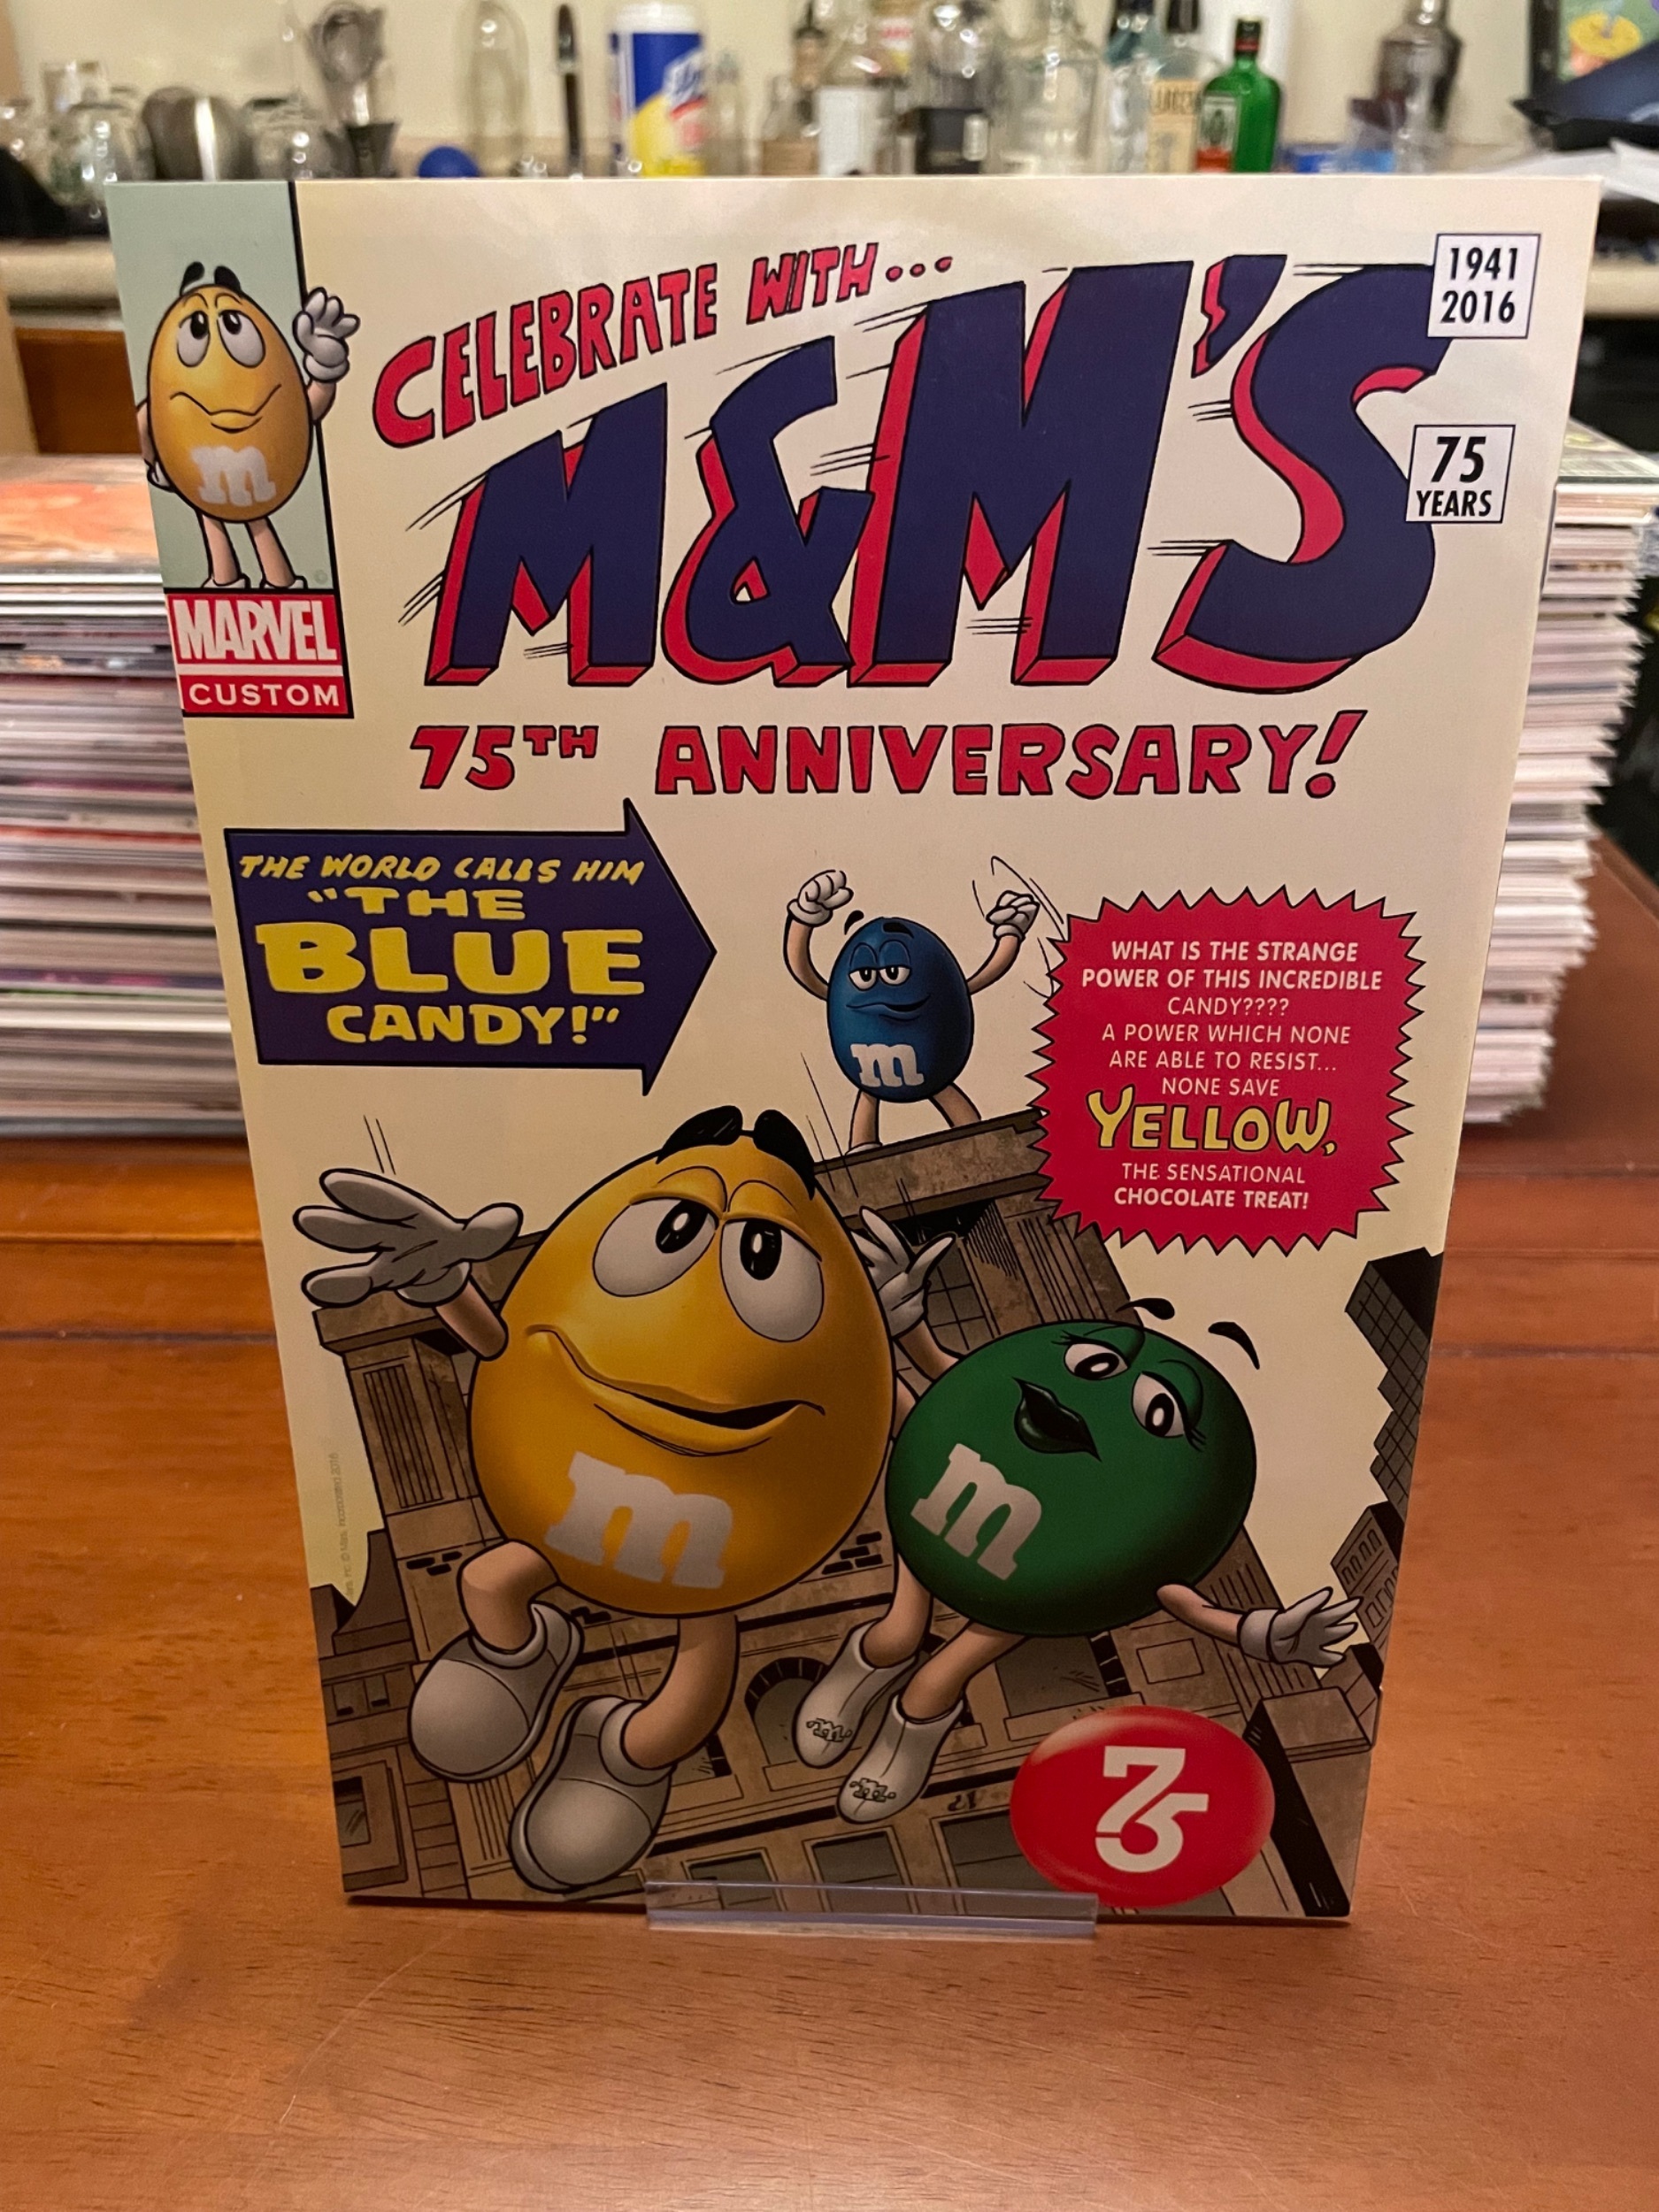 CELEBRATE WITH...
M&M'S
1941
2016
75
YEARS
m
MARVEL
CUSTOM
75TH ANNIVERSARY!
THE WORLD CALLS HIM
"THE
BLUE
CANDY!"
m
WHAT IS THE STRANGE
POWER OF THIS INCREDIBLE
CANDY????
A POWER WHICH NONE
ARE ABLE TO RESIST...
NONE SAVE
YELLOW,
THE SENSATIONAL
CHOCOLATE TREAT!
m
m
m
m
75